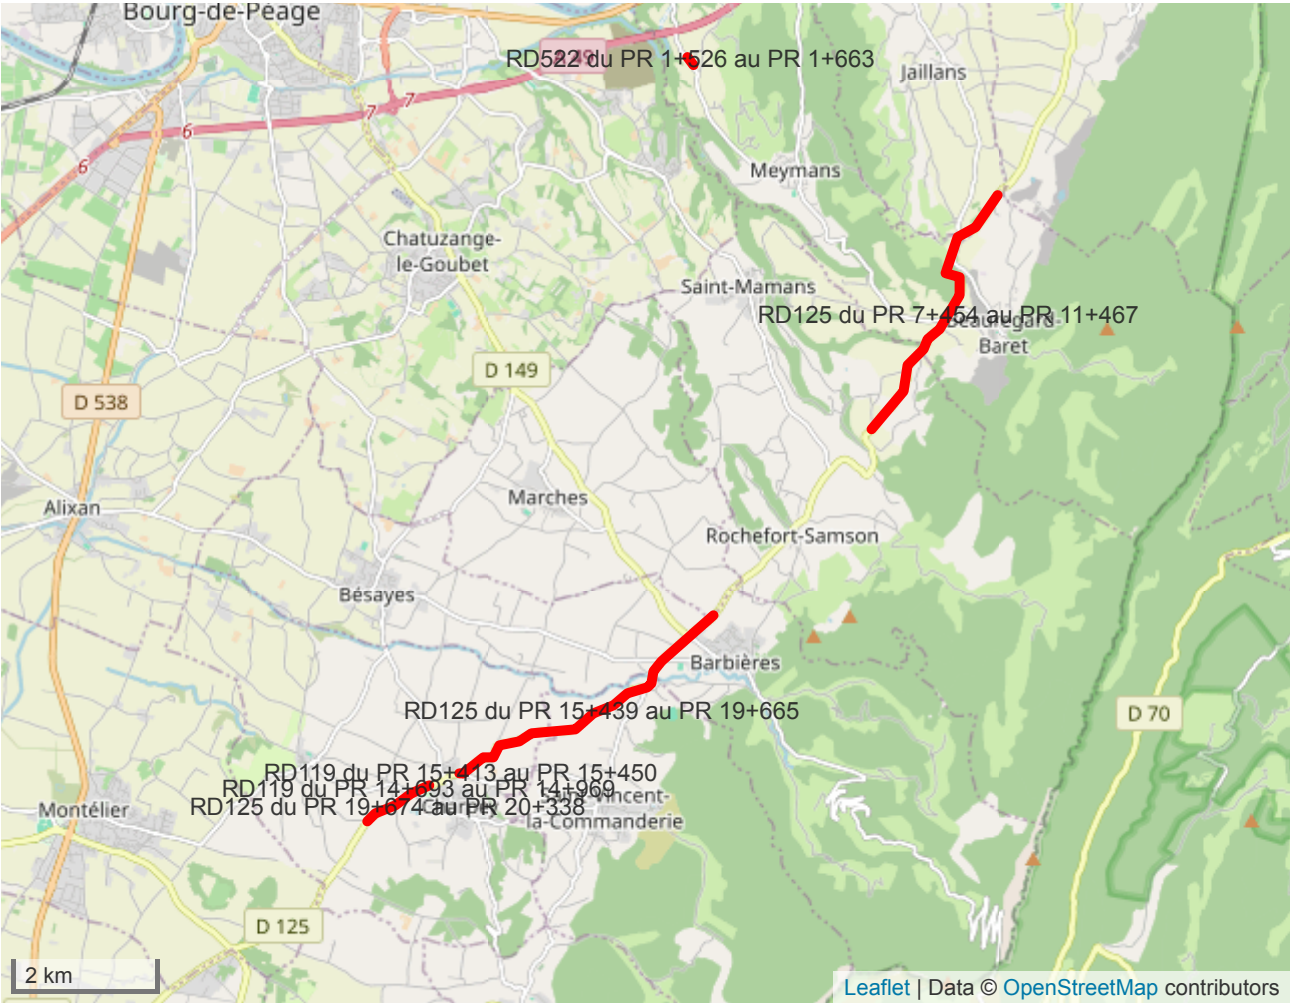 Bourg-de-Péage
RD522 du PR 1+526 au PR 1+663
Jaillans
7
7
6
6
Meymans
Chatuzange-
le-Goubet
Saint-Mamans
RD125 du PR 7+454 au PR 11+467
Beauregard-
Baret
D 149
D 538
Marches
Alixan
Rochefort-Samson
Bésayes
Barbières
RD125 du PR 15+439 au PR 19+665
D 70
RD119 du PR 15+413 au PR 15+450
RD119 du PR 14+693 au PR 14+969
RD125 du PR 19+674 au PR 20+338
Vincent-
la-Commanderie
Montélier
D 125
2 km
Leaflet | Data © OpenStreetMap contributors